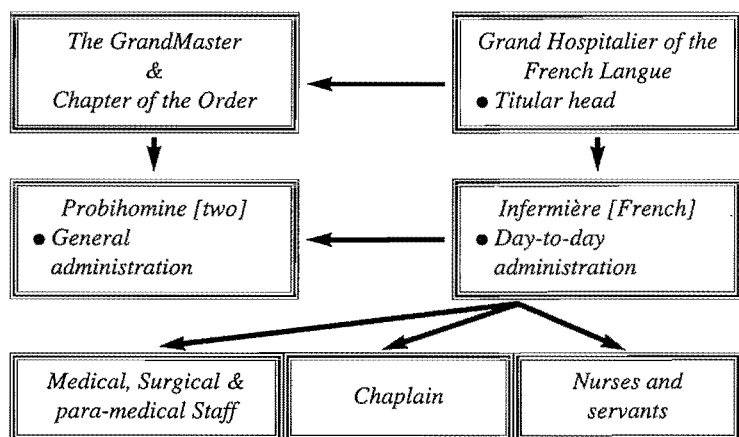 The GrandMaster
&
Chapter of the Order
Grand Hospitalier of the
French Langue
● Titular head
Probihomine [two]
● General
administration
Infermière [French]
● Day-to-day
administration
Medical, Surgical &
para-medical Staff
Chaplain
Nurses and
servants